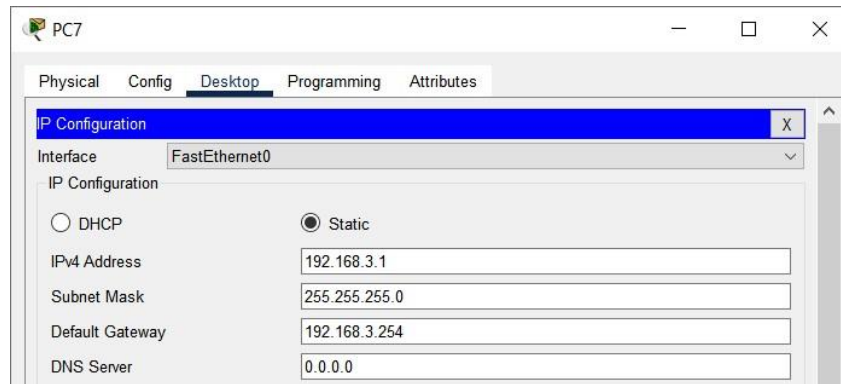 PC7
Physical Config Desktop Programming Attributes
IP Configuration X
Interface FastEthernet0
IP Configuration
DHCP Static
IPv4 Address 192.168.3.1
Subnet Mask 255.255.255.0
Default Gateway 192.168.3.254
DNS Server 0.0.0.0